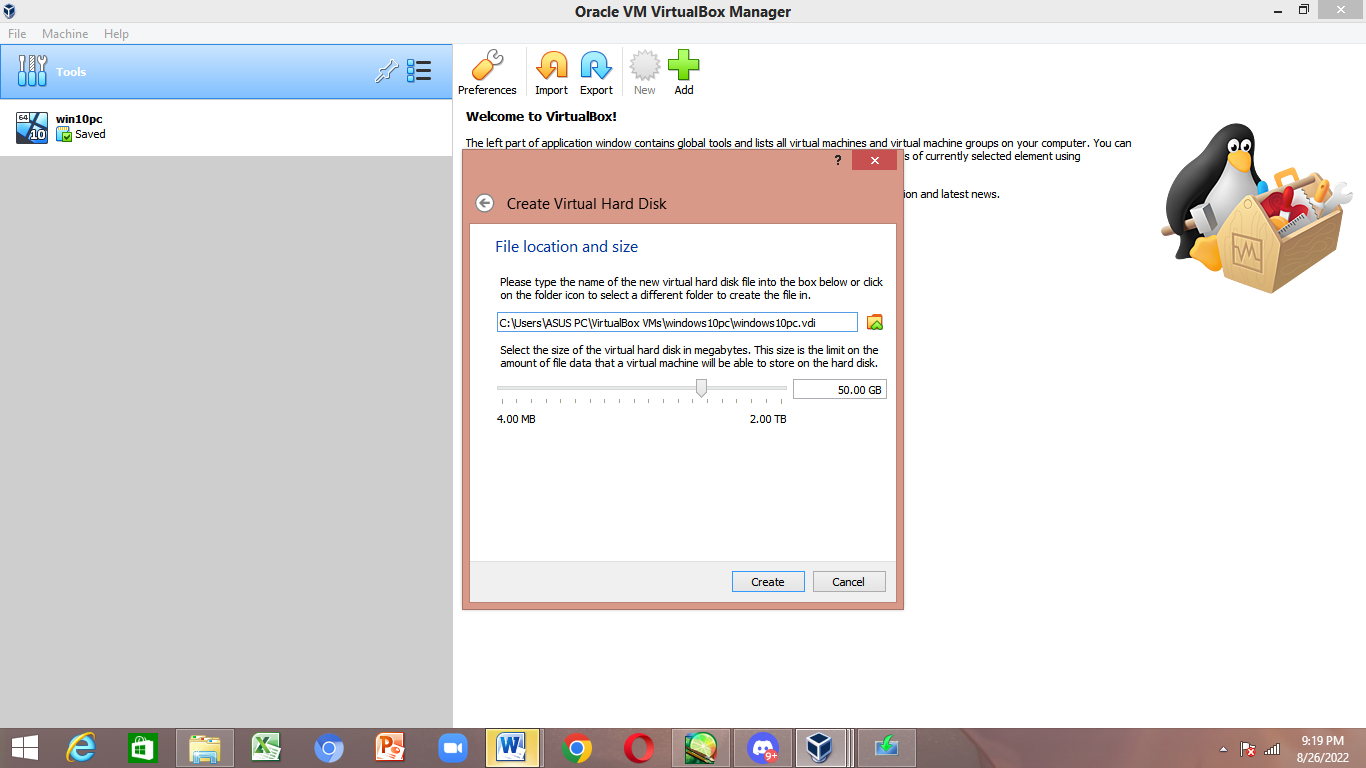 Oracle VM VirtualBox Manager
File Machine Help
Tools
Preferences Import Export New Add
64
10
win10pc
Saved
Welcome to VirtualBox!
The left part of application window contains global tools and lists all virtual machines and virtual machine groups on your computer. You can
s of currently selected element using
ion and latest news.
?
Create Virtual Hard Disk
File location and size
Please type the name of the new virtual hard disk file into the box below or click
on the folder icon to select a different folder to create the file in.
C:\Users\ASUS PC\VirtualBox VMs\windows10pc\windows10pc.vdi
Select the size of the virtual hard disk in megabytes. This size is the limit on the
amount of file data that a virtual machine will be able to store on the hard disk.
50.00 GB
4.00 MB 2.00 TB
Create Cancel
9+
9:19 PM
8/26/2022